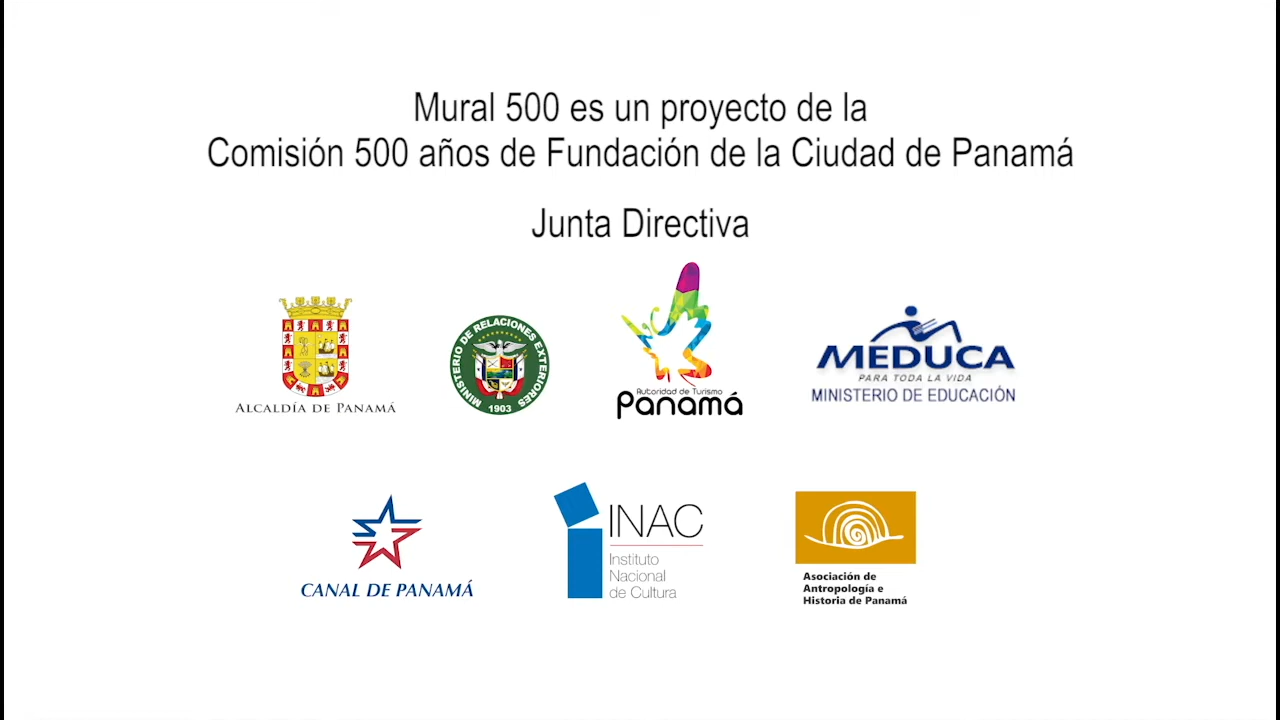 Mural 500 es un proyecto de la
Comisión 500 años de Fundación de la Ciudad de Panamá
Junta Directiva
ALCALDÍA DE PANAMÁ
MINISTERIO DE RELACIONES EXTERIORES
1903
Autoridad de Turismo
Panamá
MEDUCA
PARA TODA LA VIDA
MINISTERIO DE EDUCACIÓN
CANAL DE PANAMÁ
INAC
Instituto
Nacional
de Cultura
Asociación de
Antropología e
Historia de Panamá